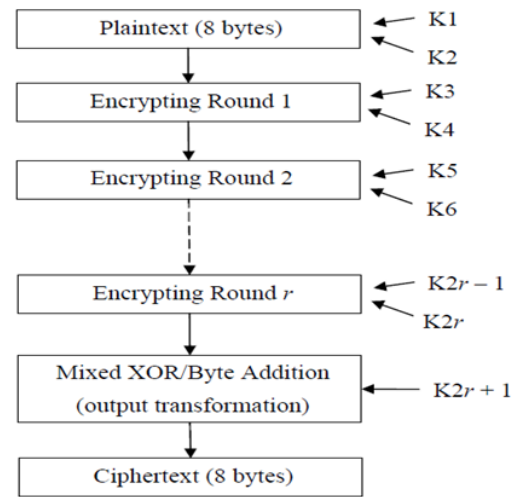 Plaintext (8 bytes)
K1
K2
Encrypting Round 1
K3
K4
Encrypting Round 2
K5
K6
Encrypting Round r
K2r – 1
K2r
Mixed XOR/Byte Addition
(output transformation)
K2r + 1
Ciphertext (8 bytes)